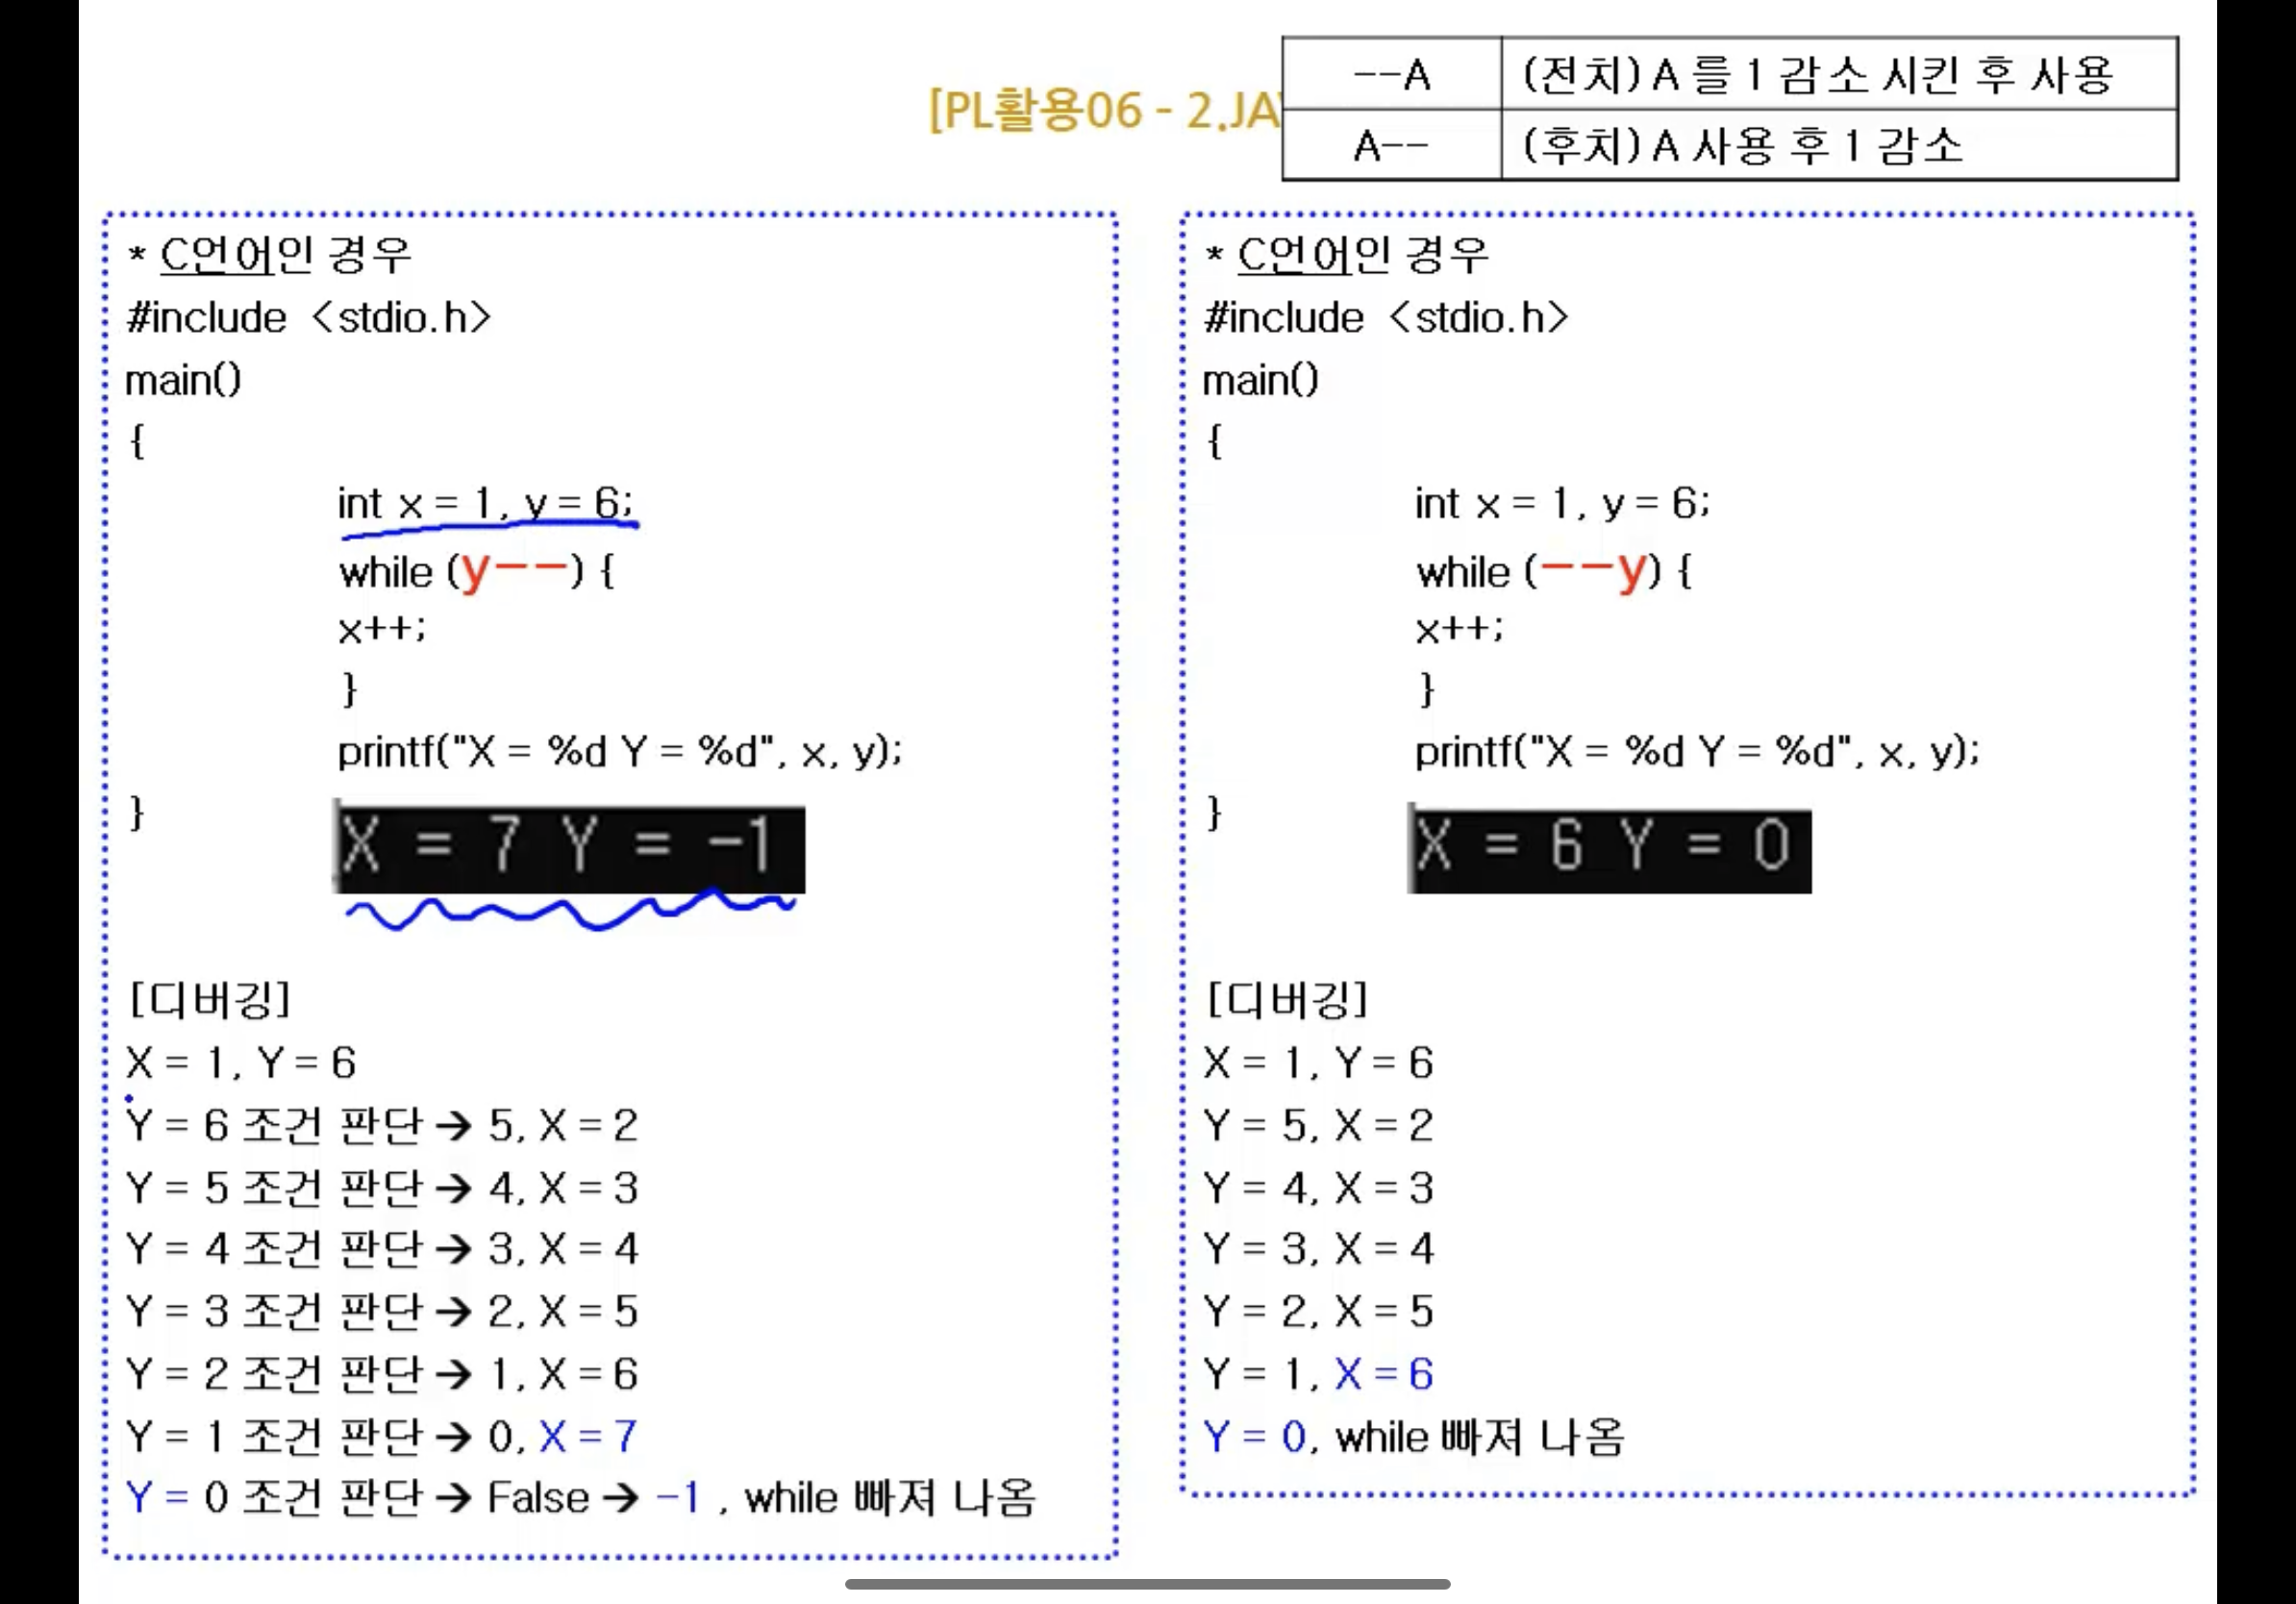 [PL활용06 - 2.JA
--A (전치) A 를 1 감소 시킨 후 사용
A-- (후치) A 사용 후 1 감소
* C언어인 경우
#include <stdio.h>
main()
{
int x = 1, y = 6;
while (y--) {
x++;
}
printf("X = %d Y = %d", x, y);
}
X = 7 Y = -1
[디버깅]
X = 1, Y = 6
Y = 6 조건 판단 → 5, X = 2
Y = 5 조건 판단 → 4, X = 3
Y = 4 조건 판단 → 3, X = 4
Y = 3 조건 판단 → 2, X = 5
Y = 2 조건 판단 → 1, X = 6
Y = 1 조건 판단 → 0, X = 7
Y = 0 조건 판단 → False → -1 , while 빠져 나옴
* C언어인 경우
#include <stdio.h>
main()
{
int x = 1, y = 6;
while (--y) {
x++;
}
printf("X = %d Y = %d", x, y);
}
X = 6 Y = 0
[디버깅]
X = 1, Y = 6
Y = 5, X = 2
Y = 4, X = 3
Y = 3, X = 4
Y = 2, X = 5
Y = 1, X = 6
Y = 0, while 빠져 나옴